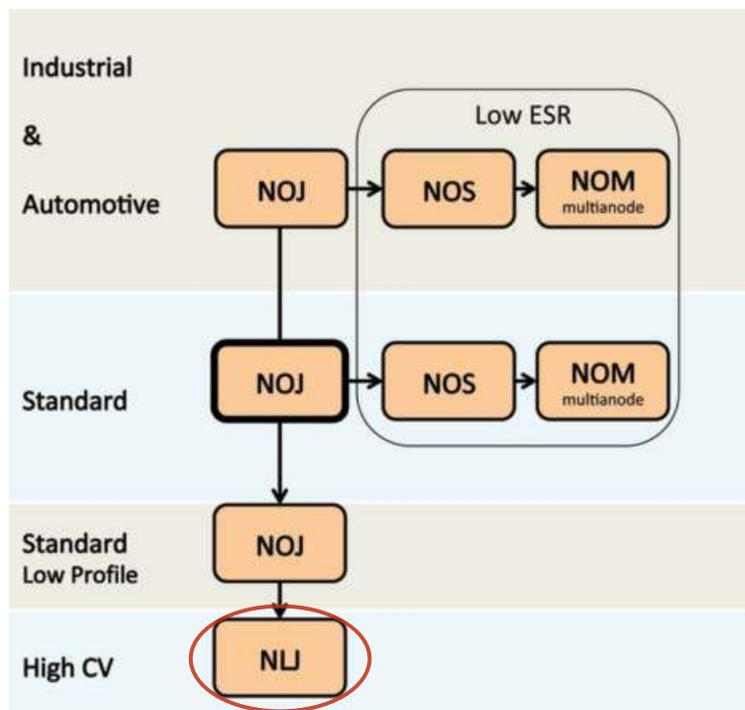 Industrial
&
Automotive
Low ESR
NOJ
NOS
NOM
multianode
Standard
NOJ
NOS
NOM
multianode
Standard
Low Profile
NOJ
High CV
NLJ